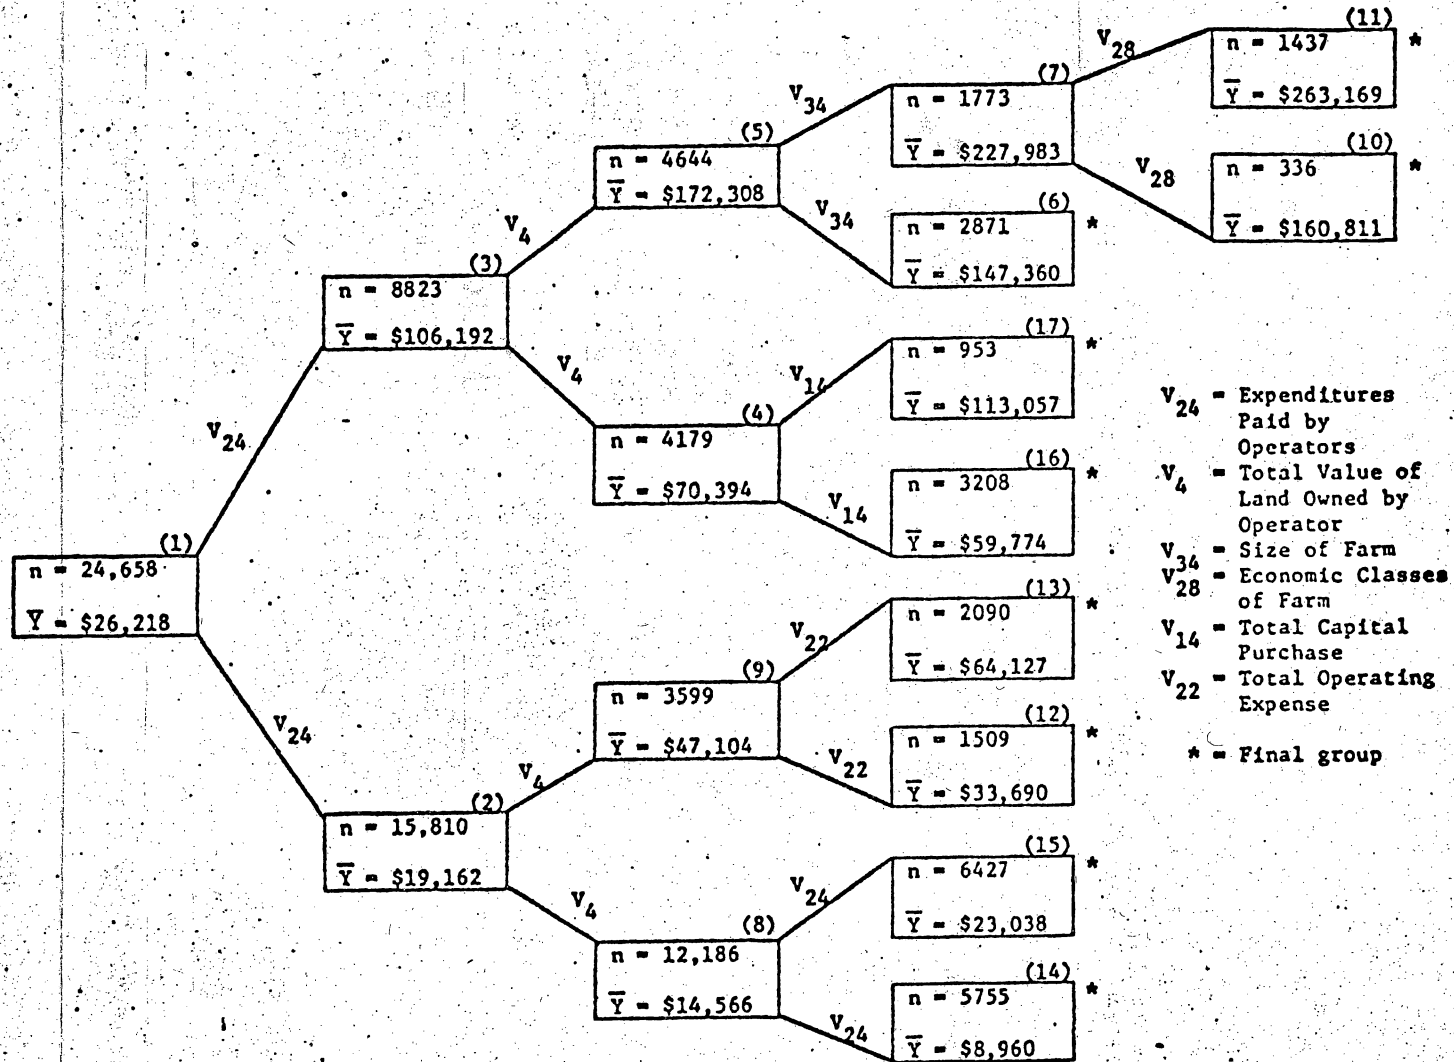 (1)
n = 24,658
Y̅ = $26,218
V24
V24
(3)
n = 8823
Y̅ = $106,192
(2)
n = 15,810
Y̅ = $19,162
V4
V4
V4
V4
(5)
n = 4644
Y̅ = $172,308
(4)
n = 4179
Y̅ = $70,394
(9)
n = 3599
Y̅ = $47,104
(8)
n = 12,186
Y̅ = $14,566
V34
V34
V14
V14
V22
V22
V24
V24
(7)
n = 1773
Y̅ = $227,983
(6)
n = 2871 *
Y̅ = $147,360
(17)
n = 953 *
Y̅ = $113,057
(16)
n = 3208 *
Y̅ = $59,774
(13)
n = 2090 *
Y̅ = $64,127
(12)
n = 1509 *
Y̅ = $33,690
(15)
n = 6427 *
Y̅ = $23,038
(14)
n = 5755 *
Y̅ = $8,960
V28
V28
(11)
n = 1437 *
Y̅ = $263,169
(10)
n = 336 *
Y̅ = $160,811
V24 = Expenditures
Paid by
Operators
V4 = Total Value of
Land Owned by
Operator
V34 = Size of Farm
V28 = Economic Classes
of Farm
V14 = Total Capital
Purchase
V22 = Total Operating
Expense
* = Final group